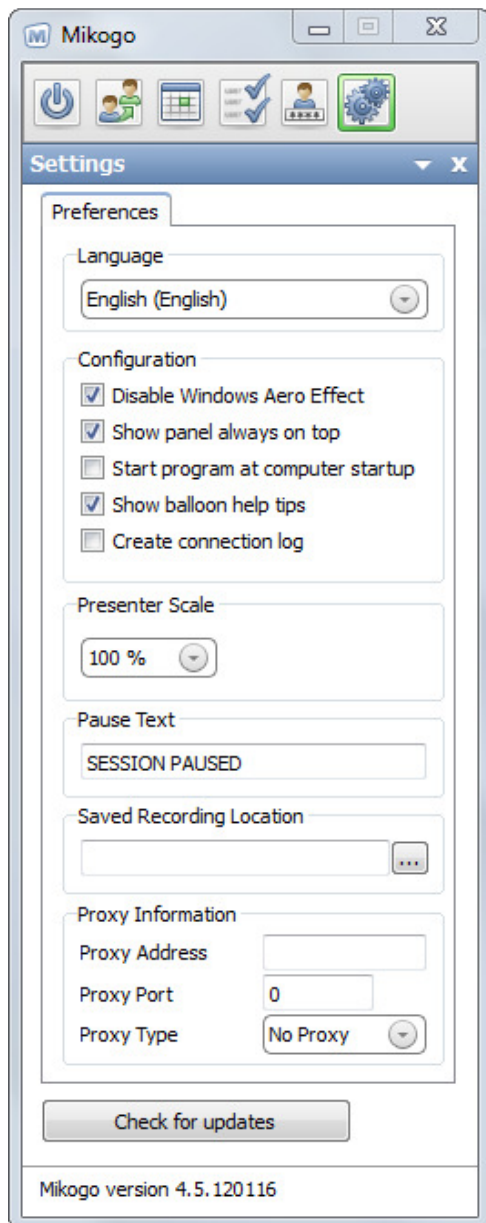 Mikogo
Settings
Preferences
Language
English (English)
Configuration
Disable Windows Aero Effect
Show panel always on top
Start program at computer startup
Show balloon help tips
Create connection log
Presenter Scale
100 %
Pause Text
SESSION PAUSED
Saved Recording Location
...
Proxy Information
Proxy Address
Proxy Port 0
Proxy Type No Proxy
Check for updates
Mikogo version 4.5.120116